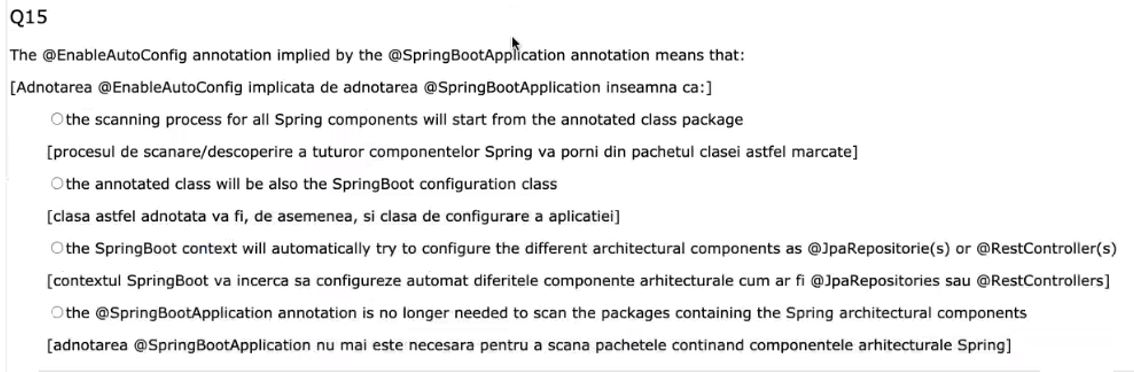 Q15
The @EnableAutoConfig annotation implied by the @SpringBootApplication annotation means that:
[Adnotarea @EnableAutoConfig implicata de adnotarea @SpringBootApplication inseamna ca:]
the scanning process for all Spring components will start from the annotated class package
[procesul de scanare/descoperire a tuturor componentelor Spring va porni din pachetul clasei astfel marcate]
the annotated class will be also the SpringBoot configuration class
[clasa astfel adnotata va fi, de asemenea, si clasa de configurare a aplicatiei]
the SpringBoot context will automatically try to configure the different architectural components as @JpaRepositorie(s) or @RestController(s)
[contextul SpringBoot va incerca sa configureze automat diferitele componente arhitecturale cum ar fi @JpaRepositories sau @RestControllers]
the @SpringBootApplication annotation is no longer needed to scan the packages containing the Spring architectural components
[adnotarea @SpringBootApplication nu mai este necesara pentru a scana pachetele continand componentele arhitecturale Spring]